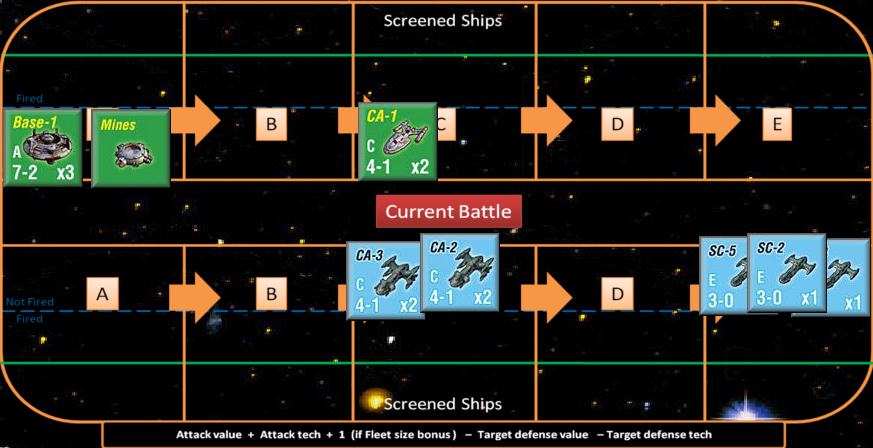 Screened Ships
Fired
Base-1
A
7-2 x3
Mines
B
CA-1
C
4-1 x2
C
D
E
Current Battle
A
B
CA-3
C
4-1 x2
CA-2
C
4-1 x2
D
SC-5
E
3-0
SC-2
E
3-0 x1
x1
Not Fired
Fired
Screened Ships
Attack value + Attack tech + 1 (if Fleet size bonus) – Target defense value – Target defense tech